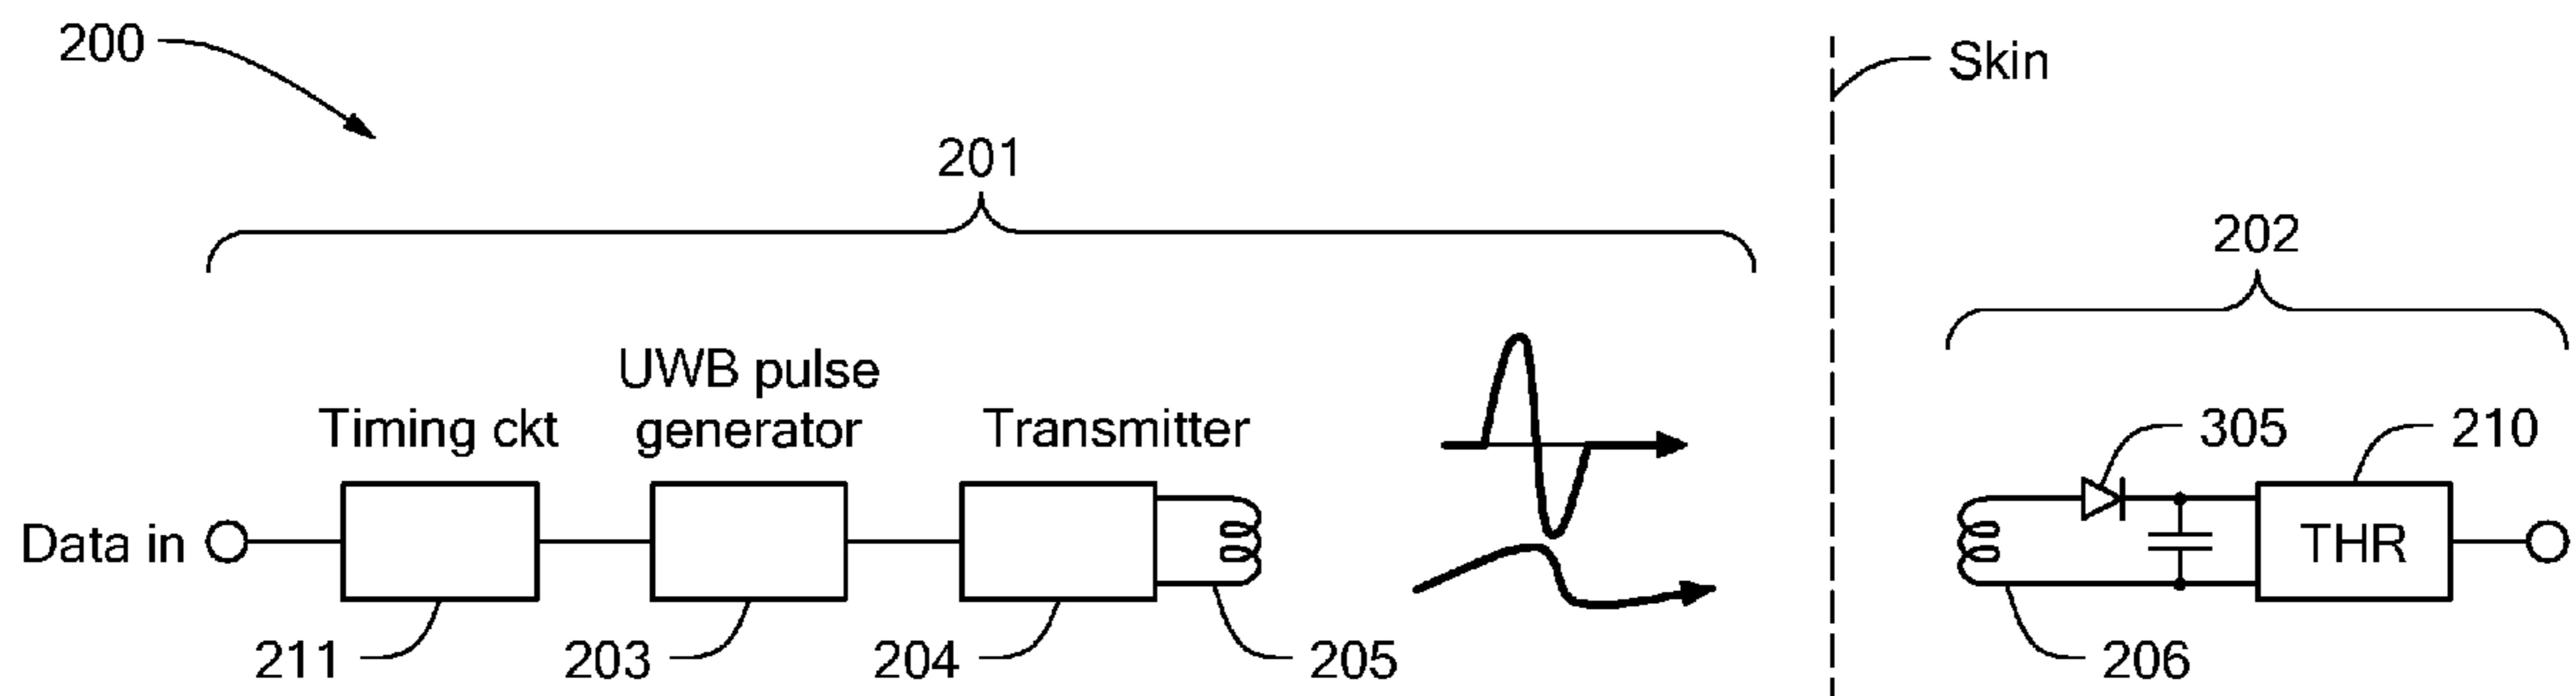 200
Skin
201
202
UWB pulse
generator
Timing ckt
Transmitter
305
210
Data in
THR
211
203
204
205
206